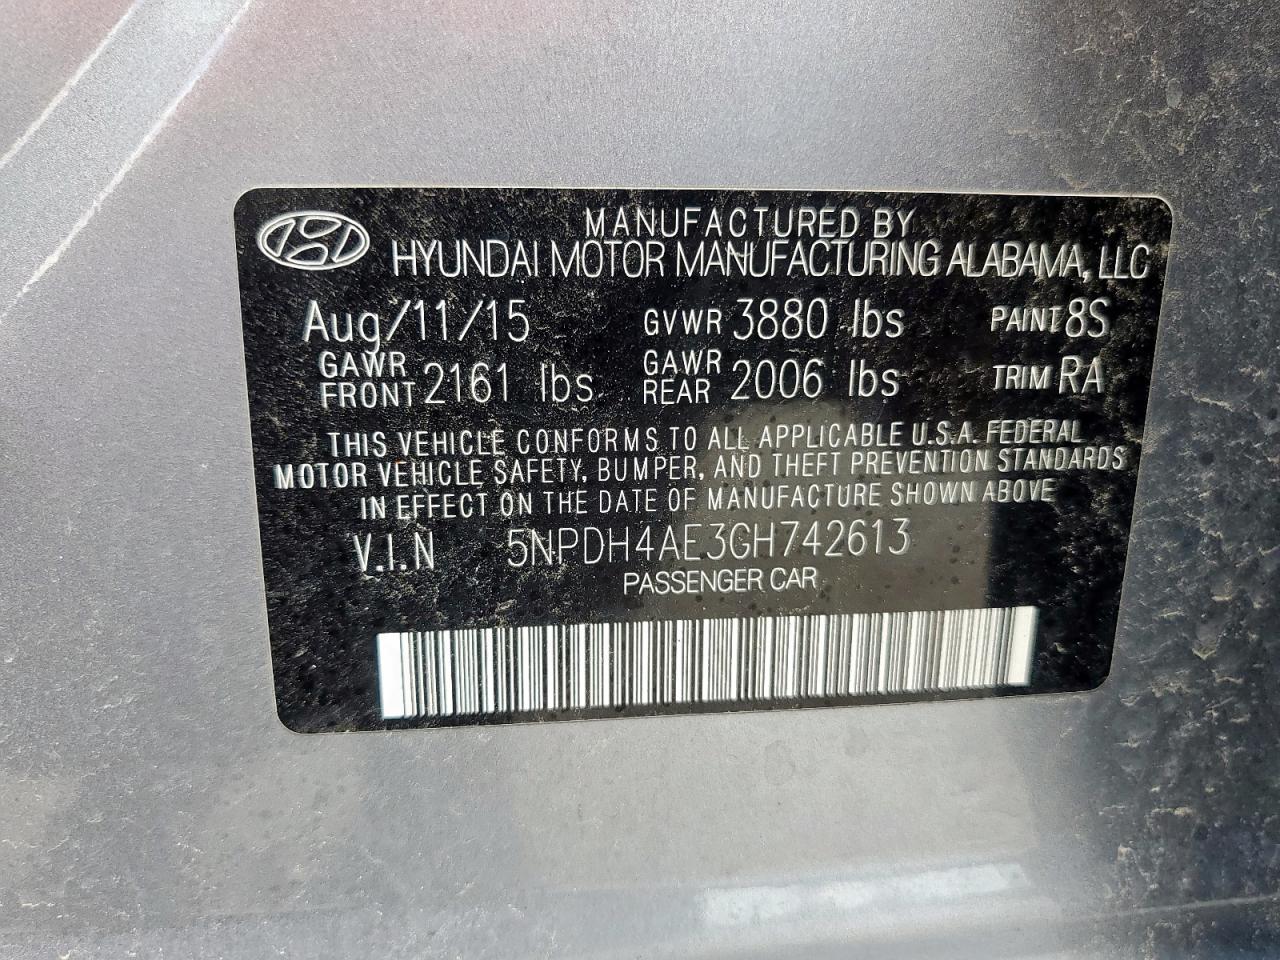 MANUFACTURED BY
HYUNDAI MOTOR MANUFACTURING ALABAMA, LLC
Aug/11/15 GVWR 3880 lbs PAINT 8S
GAWR FRONT 2161 lbs GAWR REAR 2006 lbs TRIM RA
THIS VEHICLE CONFORMS TO ALL APPLICABLE U.S.A. FEDERAL
MOTOR VEHICLE SAFETY, BUMPER, AND THEFT PREVENTION STANDARDS
IN EFFECT ON THE DATE OF MANUFACTURE SHOWN ABOVE
V.I.N 5NPDH4AE3GH742613
PASSENGER CAR